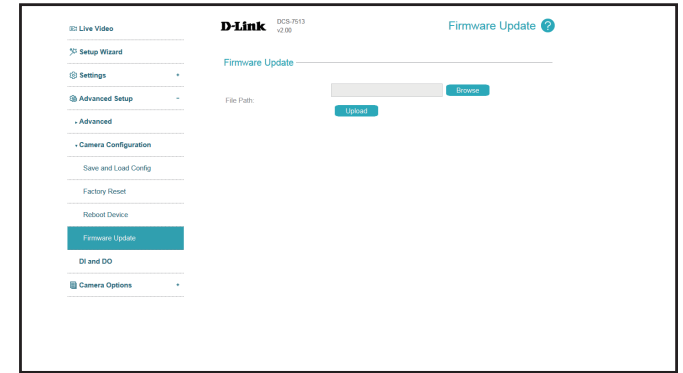 Live Video
Setup Wizard
Settings +
Advanced Setup -
Advanced
Camera Configuration
Save and Load Config
Factory Reset
Reboot Device
Firmware Update
DI and DO
Camera Options +
D-Link DCS-7513
v2.00
Firmware Update ?
Firmware Update
File Path: Browse
Upload